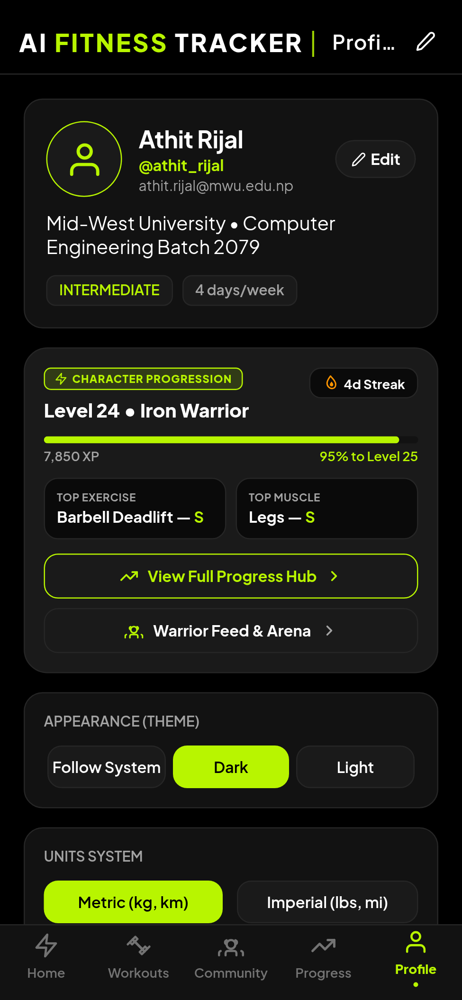 AI FITNESS TRACKER | Profi...
Athit Rijal
@athit_rijal
athit.rijal@mwu.edu.np
Edit
Mid-West University • Computer
Engineering Batch 2079
INTERMEDIATE
4 days/week
CHARACTER PROGRESSION
4d Streak
Level 24 • Iron Warrior
7,850 XP
95% to Level 25
TOP EXERCISE
Barbell Deadlift — S
TOP MUSCLE
Legs — S
View Full Progress Hub
Warrior Feed & Arena
APPEARANCE (THEME)
Follow System
Dark
Light
UNITS SYSTEM
Metric (kg, km)
Imperial (lbs, mi)
Home
Workouts
Community
Progress
Profile